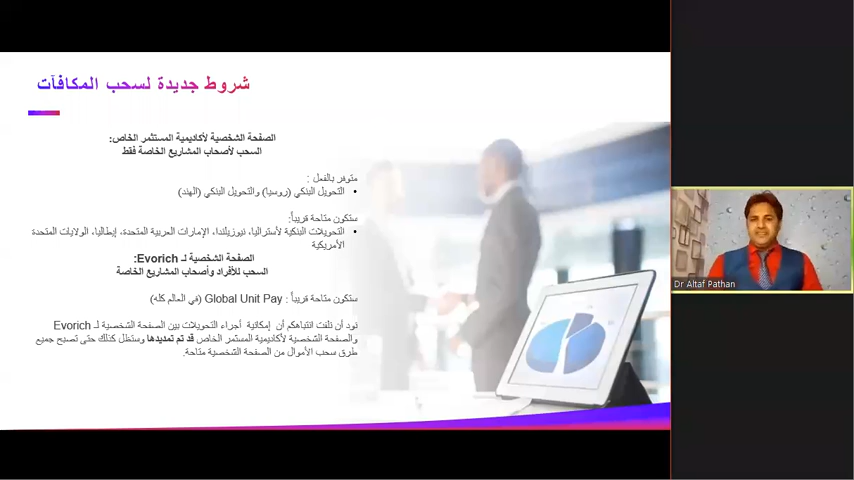 شروط جديدة لسحب المكافآت
الصفحة الشخصية لأكاديمية المستثمر الخاص:
السحب لأصحاب المشاريع الخاصة فقط
متوفر بالفعل :
• التحويل البنكي (روسيا) والتحويل البنكي (الهند)
ستكون متاحة قريباً:
• التحويلات البنكية لأستراليا، نيوزيلندا، الإمارات العربية المتحدة، إيطاليا، الولايات المتحدة
الأمريكية
الصفحة الشخصية لـ Evorich:
السحب للأفراد وأصحاب المشاريع الخاصة
ستكون متاحة قريباً : Global Unit Pay (في العالم كله)
نود أن نلفت انتباهكم أن إمكانية أجراء التحويلات بين الصفحة الشخصية لـ Evorich
والصفحة الشخصية لأكاديمية المستثمر الخاص قد تم تمديدها وستظل كذلك حتى تصبح جميع
طرق سحب الأموال من الصفحة الشخصية متاحة.
Dr Altaf Pathan